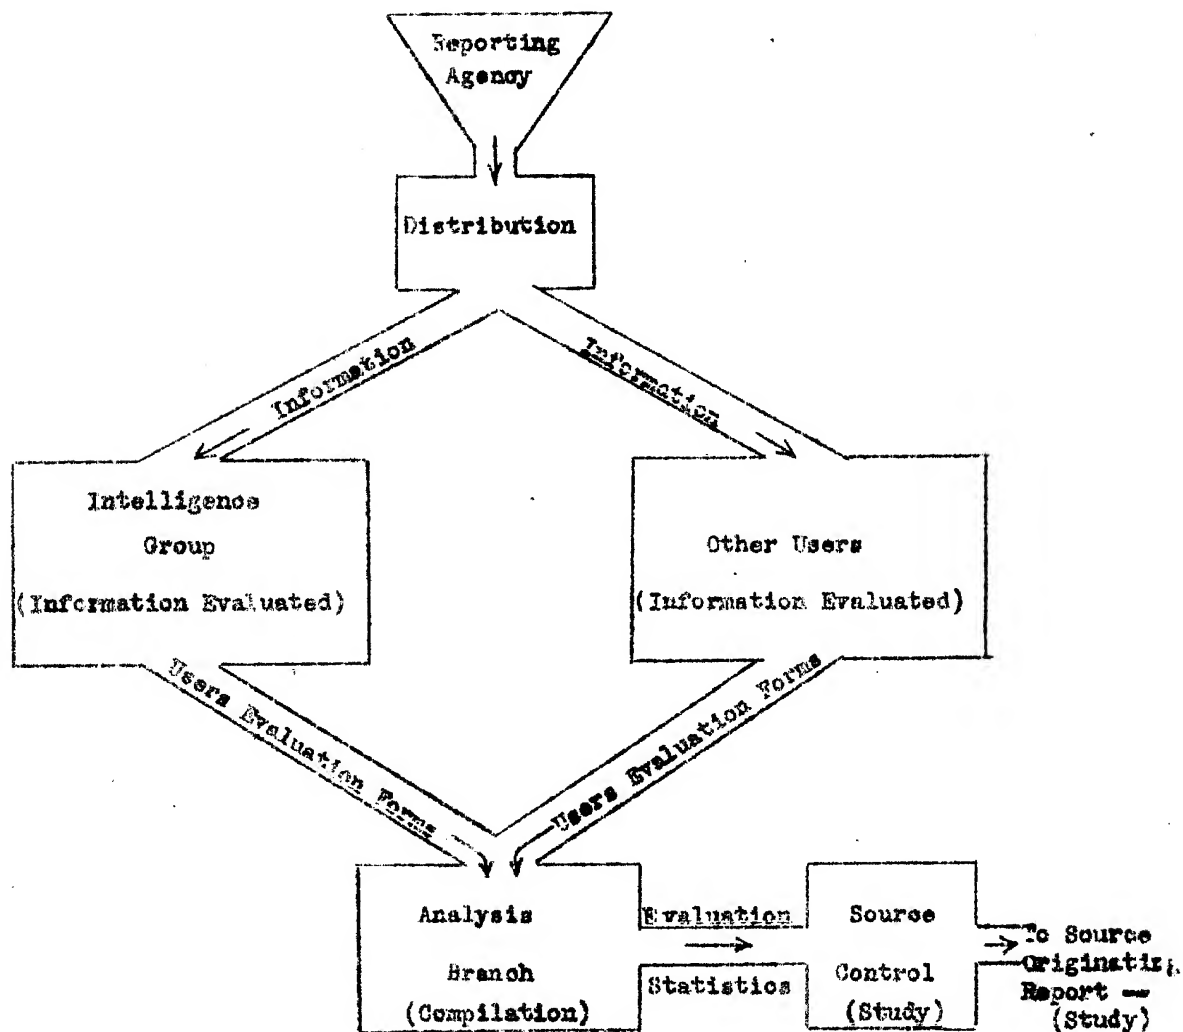 Reporting
Agency
Distribution
Information
Information
Intelligence
Group
(Information Evaluated)
Other Users
(Information Evaluated)
Users Evaluation Forms
Users Evaluation Forms
Analysis
Branch
(Compilation)
Evaluation
Statistics
Source
Control
(Study)
To Source
Report —
(Study)